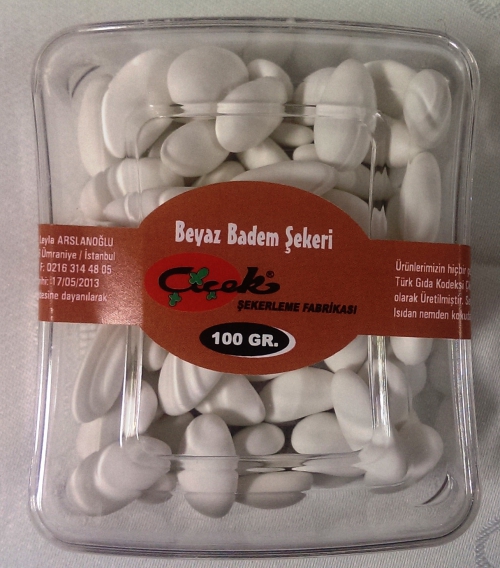 Beyaz Badem Şekeri
Çiçek®
ŞEKERLEME FABRİKASI
100 GR.
Leyla ARSLANOĞLU
Ümraniye / İstanbul
F: 0216 314 48 05
17/05/2013
dayanılarak
Ürünlerimizin hiçbir
Türk Gıda Kodeksi
olarak Üretilmiştir.
Isıdan nemden